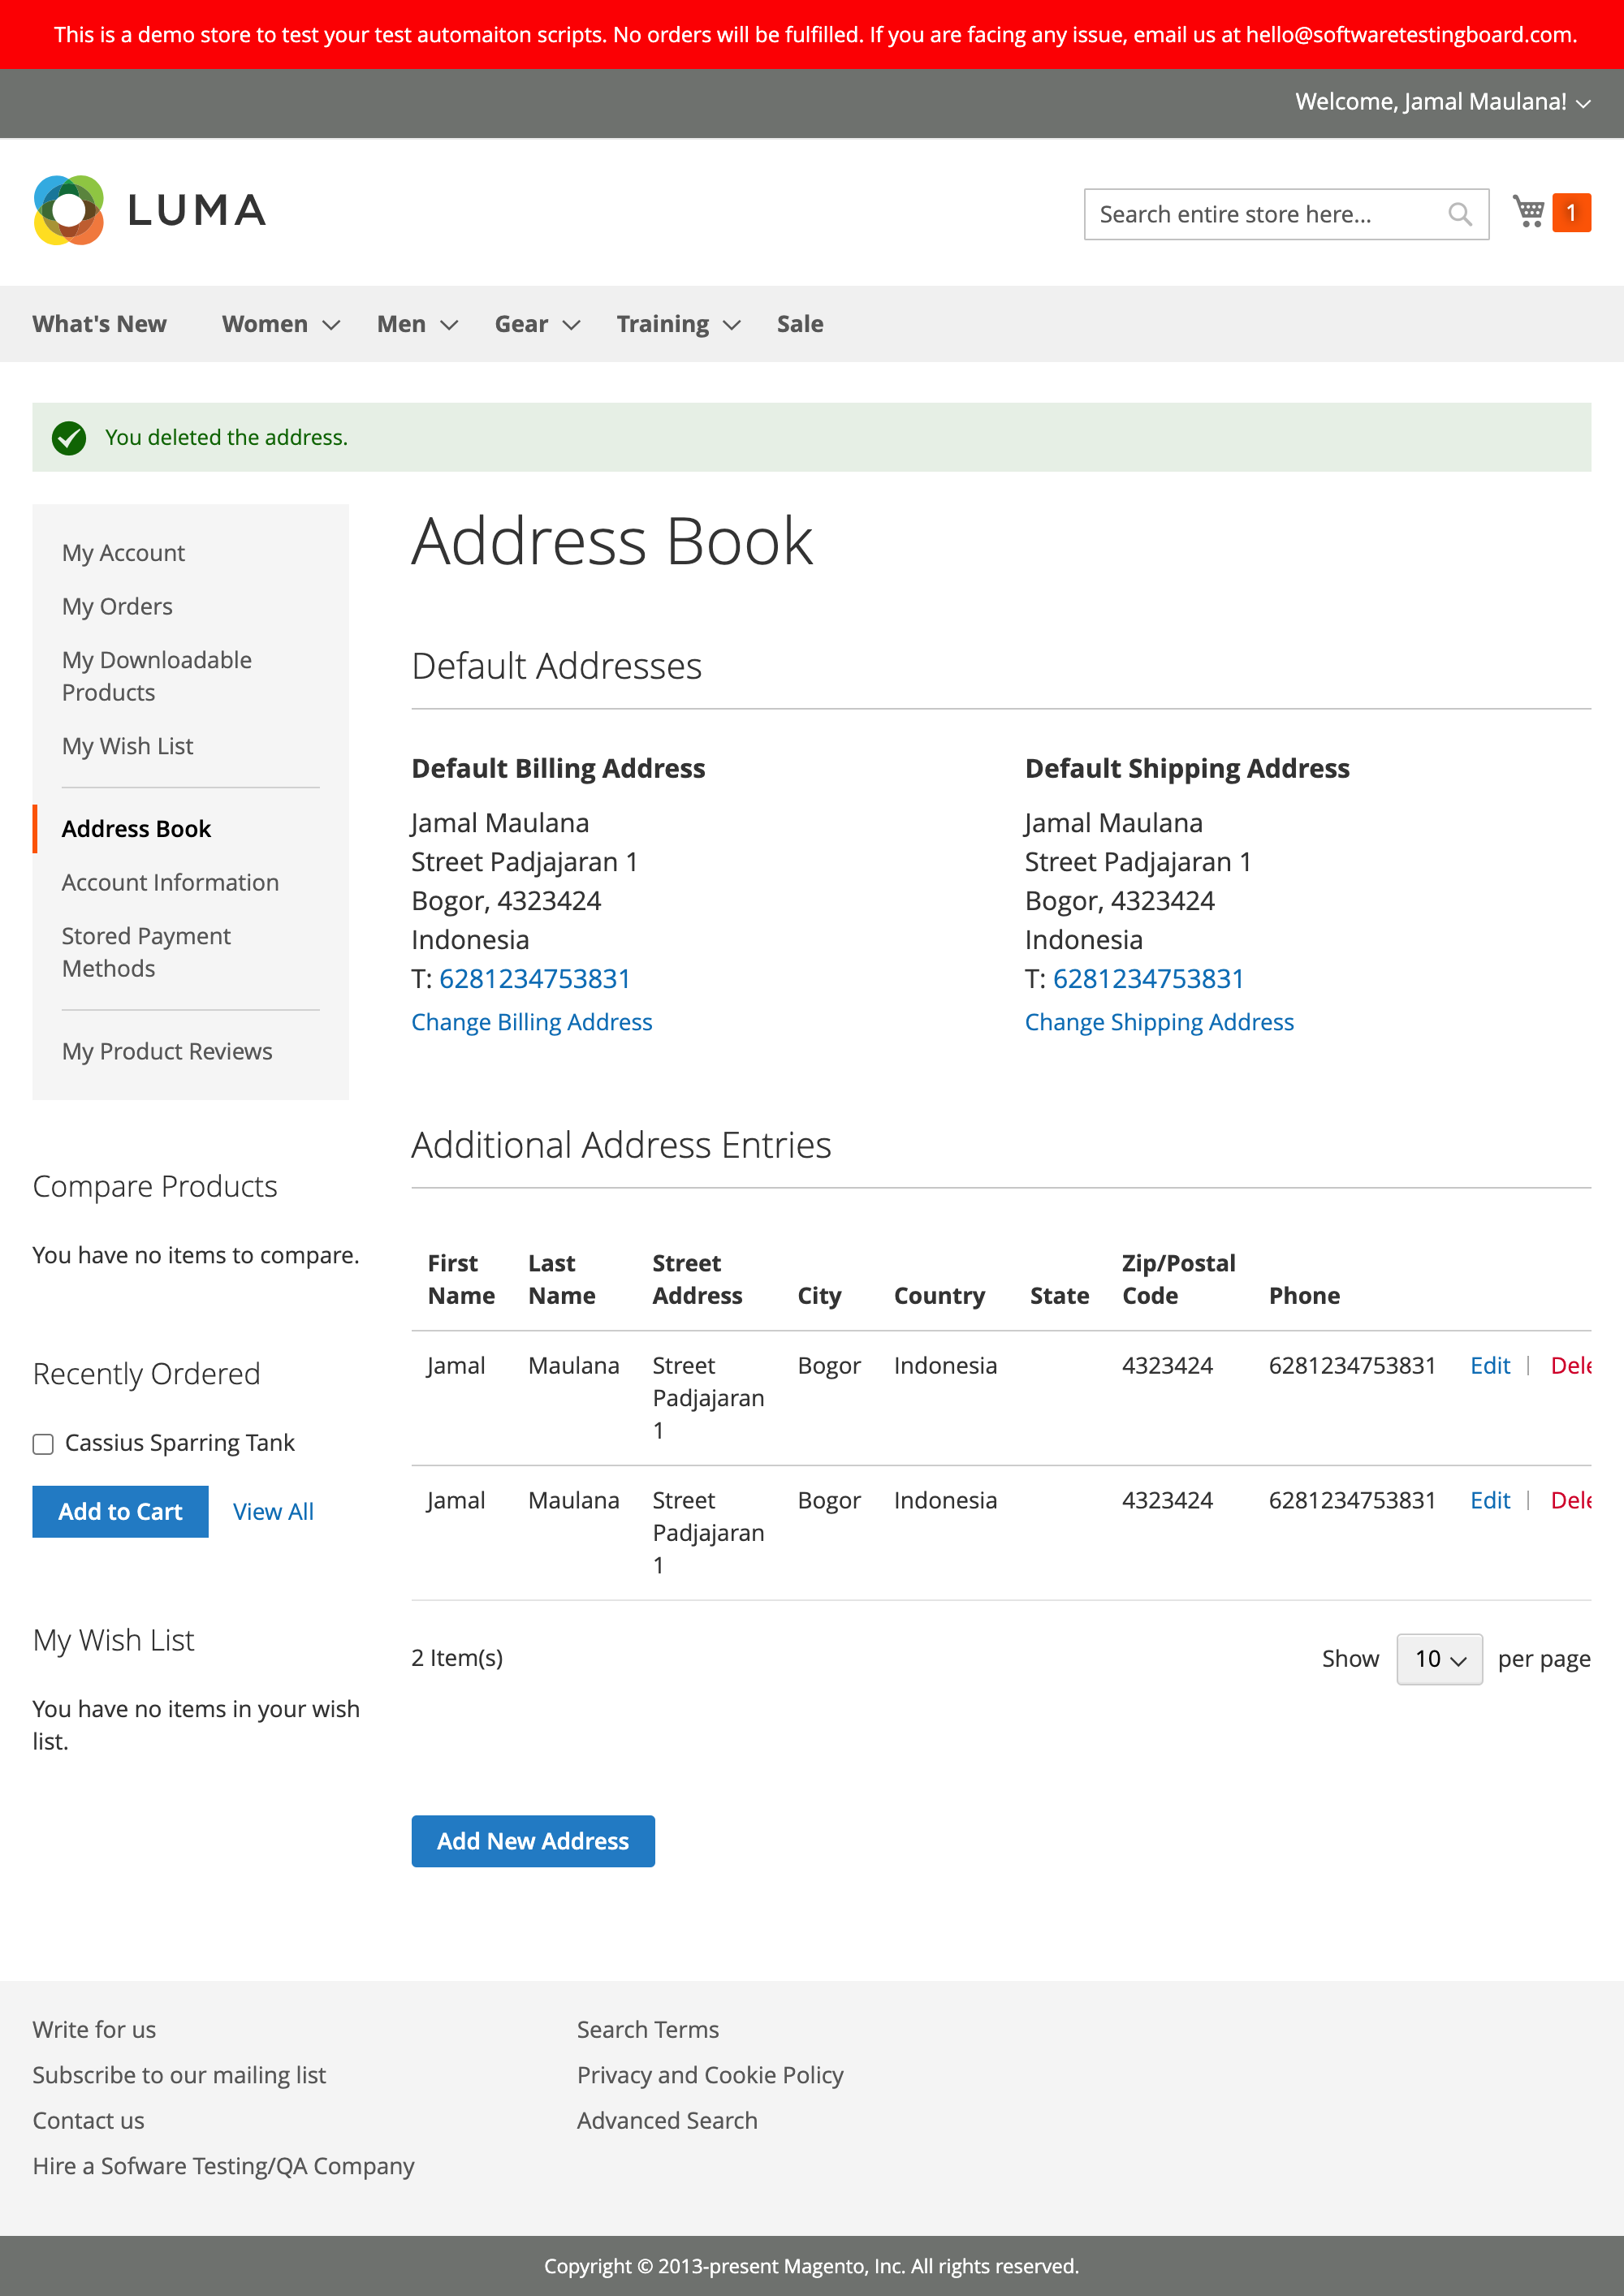 This is a demo store to test your test automaiton scripts. No orders will be fulfilled. If you are facing any issue, email us at hello@softwaretestingboard.com.
Welcome, Jamal Maulana!
LUMA
Search entire store here...
1
What's New Women Men Gear Training Sale
You deleted the address.
My Account
My Orders
My Downloadable
Products
My Wish List
Address Book
Account Information
Stored Payment
Methods
My Product Reviews
Compare Products
You have no items to compare.
Recently Ordered
Cassius Sparring Tank
Add to Cart View All
My Wish List
You have no items in your wish
list.
Address Book
Default Addresses
Default Billing Address
Jamal Maulana
Street Padjajaran 1
Bogor, 4323424
Indonesia
T: 6281234753831
Change Billing Address
Default Shipping Address
Jamal Maulana
Street Padjajaran 1
Bogor, 4323424
Indonesia
T: 6281234753831
Change Shipping Address
Additional Address Entries
First Last Street Zip/Postal
Name Name Address City Country State Code Phone
Jamal Maulana Street Bogor Indonesia 4323424 6281234753831 Edit | Dele
Padjajaran
1
Jamal Maulana Street Bogor Indonesia 4323424 6281234753831 Edit | Dele
Padjajaran
1
2 Item(s)
Show 10 per page
Add New Address
Write for us
Subscribe to our mailing list
Contact us
Hire a Sofware Testing/QA Company
Search Terms
Privacy and Cookie Policy
Advanced Search
Copyright © 2013-present Magento, Inc. All rights reserved.